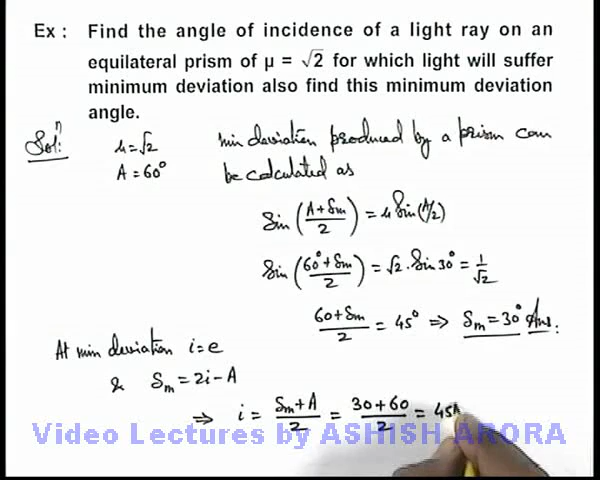 Ex : Find the angle of incidence of a light ray on an
equilateral prism of μ = √2 for which light will suffer
minimum deviation also find this minimum deviation
angle.
Solⁿ: μ=√2 min deviation produced by a prism can
A = 60° be calculated as
Sin ((A+δm)/2) = μ Sin(A/2)
Sin ((60°+δm)/2) = √2 . Sin 30° = 1/√2
(60+δm)/2 = 45° ⇒ δm = 30° Ans.
At min deviation i=e
& δm = 2i-A
⇒ i = (δm+A)/2 = (30+60)/2 = 45
Video Lectures by ASHISH ARORA